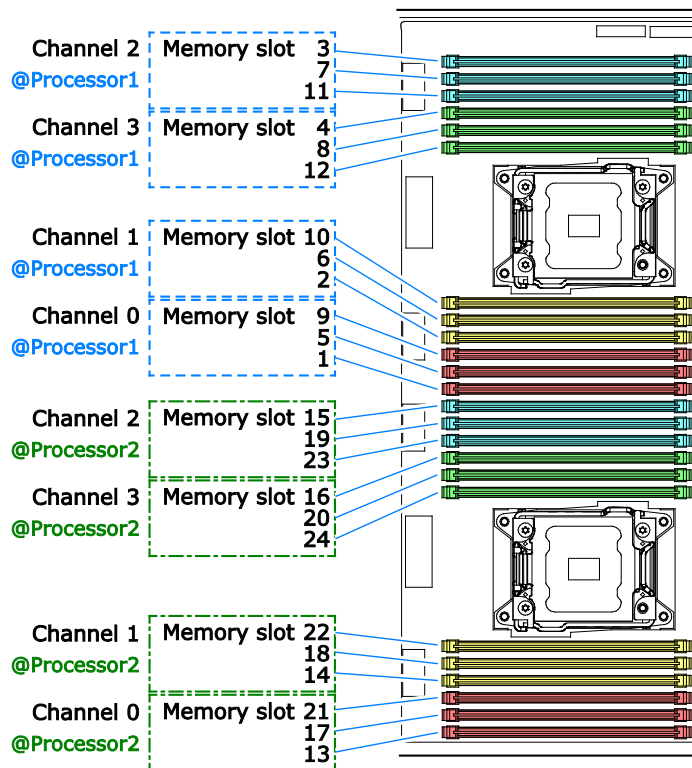 Channel 2 Memory slot 3
@Processor1 7
11
Channel 3 Memory slot 4
@Processor1 8
12
Channel 1 Memory slot 10
@Processor1 6
2
Channel 0 Memory slot 9
@Processor1 5
1
Channel 2 Memory slot 15
@Processor2 19
23
Channel 3 Memory slot 16
@Processor2 20
24
Channel 1 Memory slot 22
@Processor2 18
14
Channel 0 Memory slot 21
@Processor2 17
13